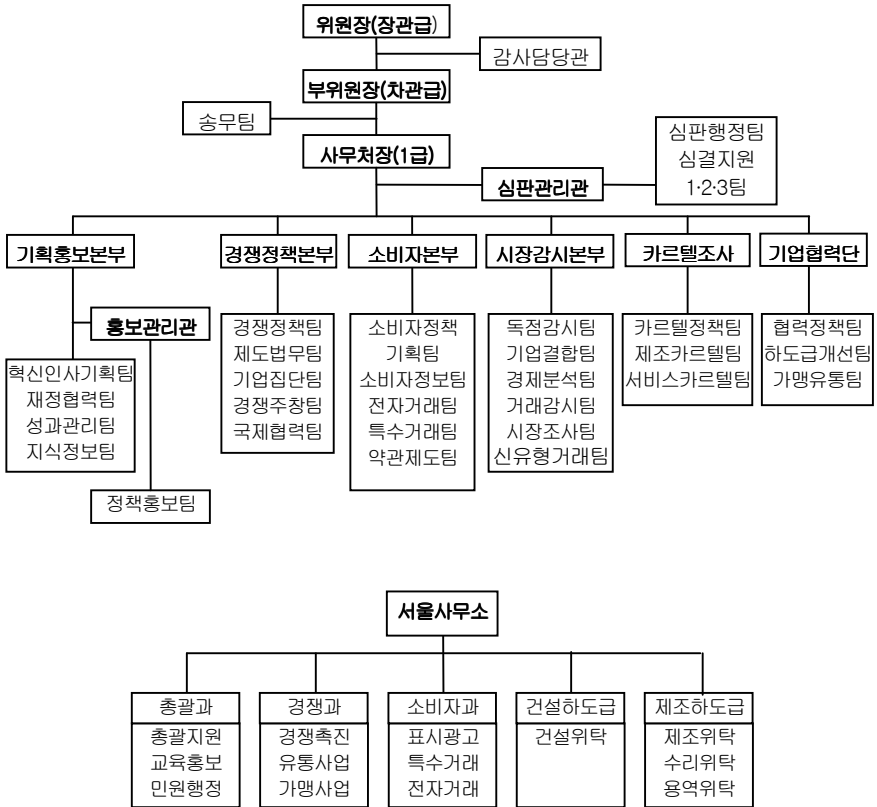 위원장(장관급)
감사담당관
부위원장(차관급)
송무팀
사무처장(1급)
심판행정팀
심결지원
1·2·3팀
심판관리관
기획홍보본부
경쟁정책본부
소비자본부
시장감시본부
카르텔조사
기업협력단
홍보관리관
혁신인사기획팀
재정협력팀
성과관리팀
지식정보팀
정책홍보팀
경쟁정책팀
제도법무팀
기업집단팀
경쟁주창팀
국제협력팀
소비자정책
기획팀
소비자정보팀
전자거래팀
특수거래팀
약관제도팀
독점감시팀
기업결합팀
경제분석팀
거래감시팀
시장조사팀
신유형거래팀
카르텔정책팀
제조카르텔팀
서비스카르텔팀
협력정책팀
하도급개선팀
가맹유통팀
서울사무소
총괄과
총괄지원
교육홍보
민원행정
경쟁과
경쟁촉진
유통사업
가맹사업
소비자과
표시광고
특수거래
전자거래
건설하도급
건설위탁
제조하도급
제조위탁
수리위탁
용역위탁